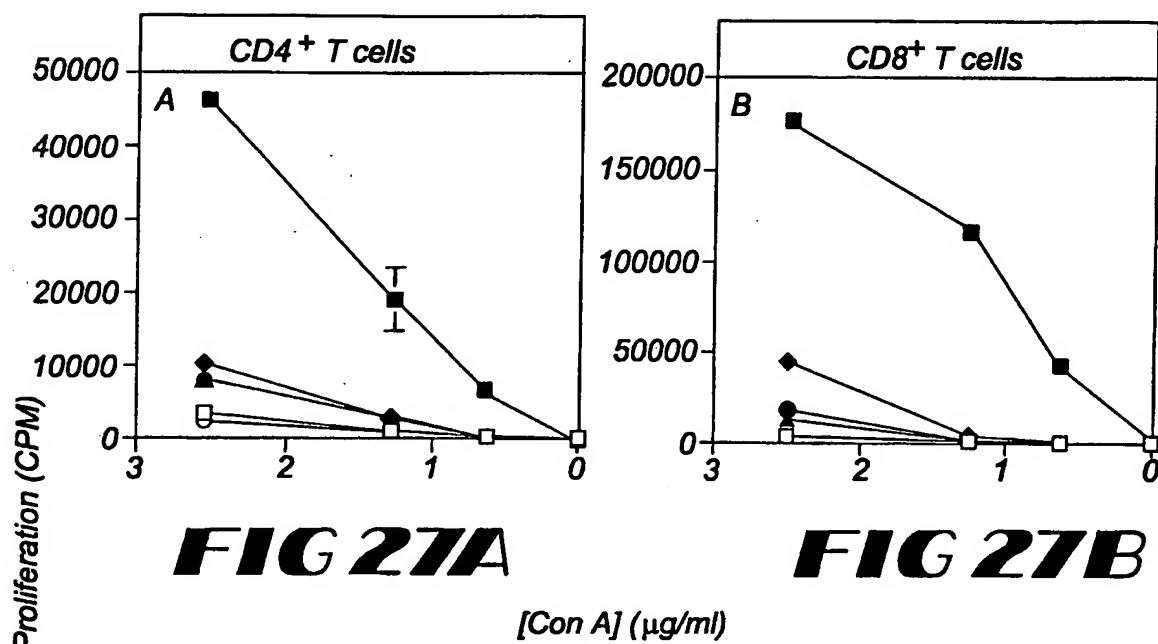 CD4+ T cells
A
50000
40000
30000
20000
10000
0
3 2 1 0
FIG 27A
CD8+ T cells
B
200000
150000
100000
50000
0
3 2 1 0
FIG 27B
Proliferation (CPM)
[Con A] (µg/ml)